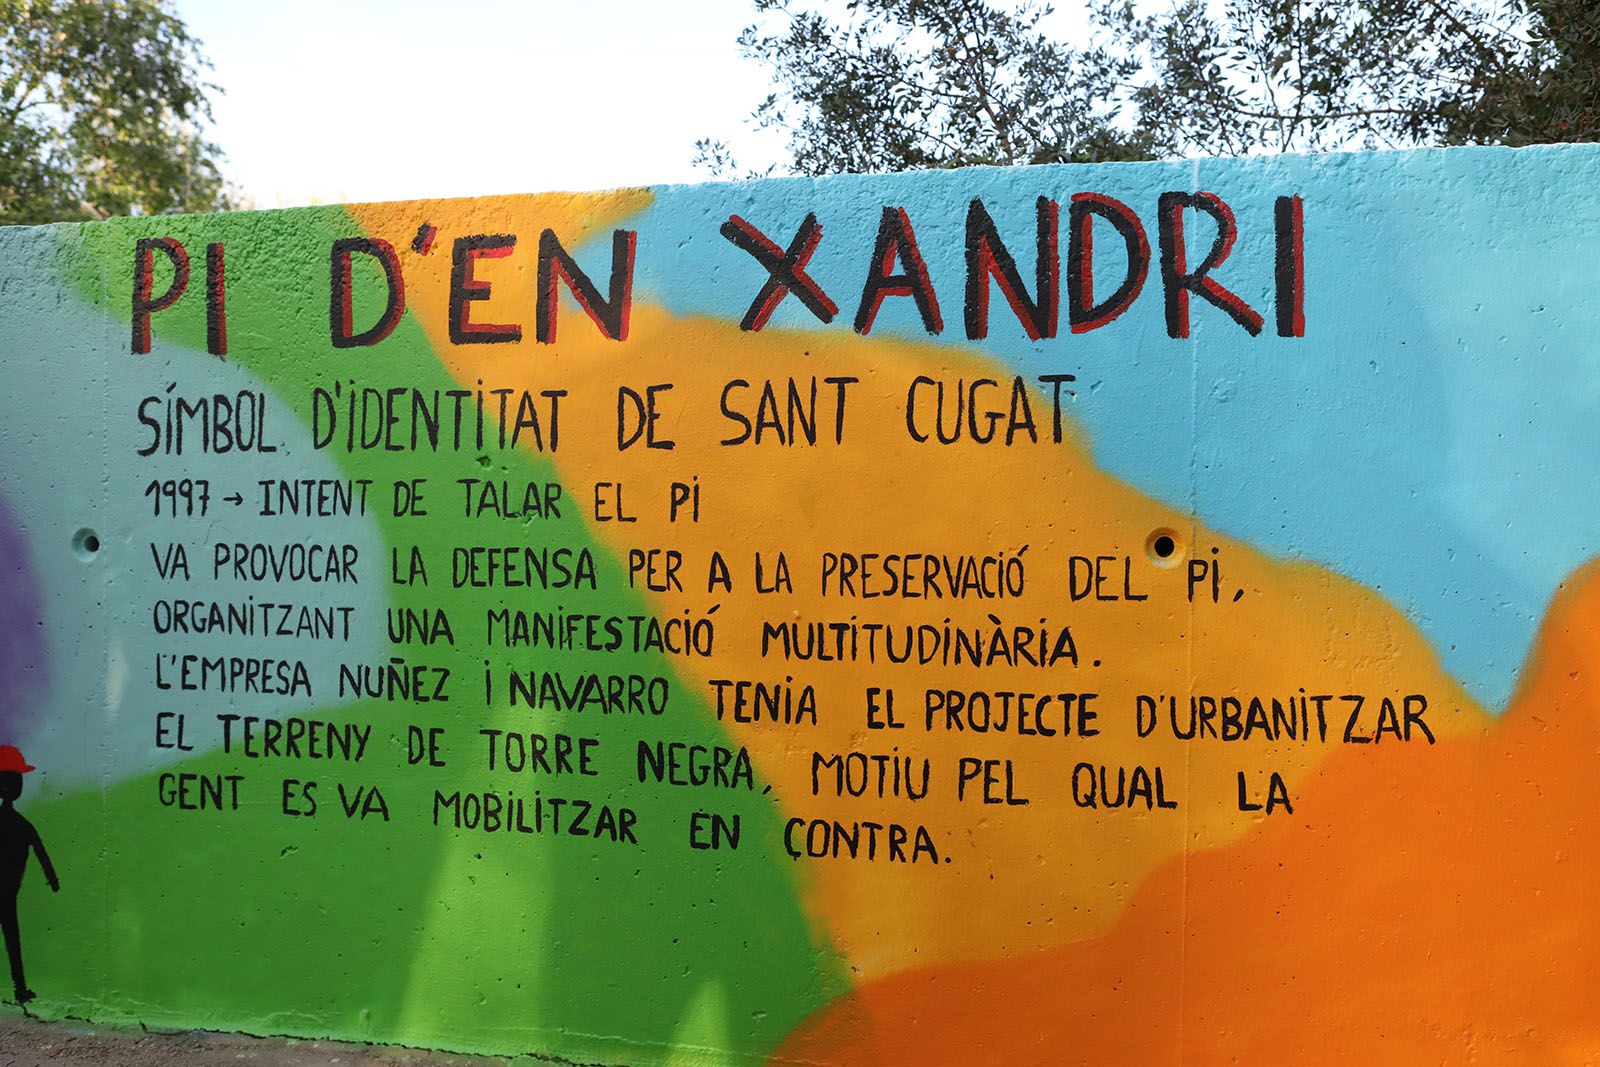 PI D'EN XANDRI
SÍMBOL D'IDENTITAT DE SANT CUGAT
1997 → INTENT DE TALAR EL PI
VA PROVOCAR LA DEFENSA PER A LA PRESERVACIÓ DEL PI,
ORGANITZANT UNA MANIFESTACIÓ MULTITUDINÀRIA.
L'EMPRESA NUÑEZ I NAVARRO TENIA EL PROJECTE D'URBANITZAR
EL TERRENY DE TORRE NEGRA, MOTIU PEL QUAL LA
GENT ES VA MOBILITZAR EN CONTRA.